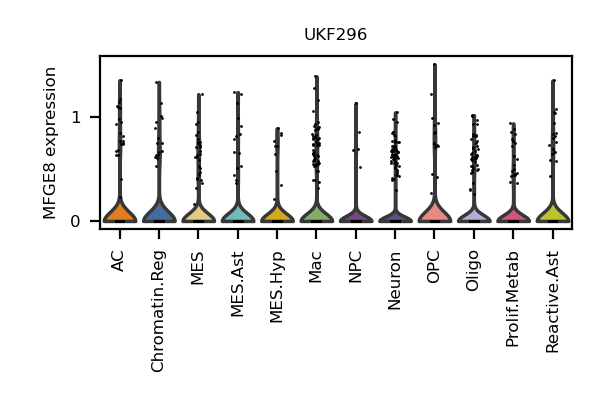 UKF296
MFGE8 expression
1
0
AC
Chromatin.Reg
MES
MES.Ast
MES.Hyp
Mac
NPC
Neuron
OPC
Oligo
Prolif.Metab
Reactive.Ast